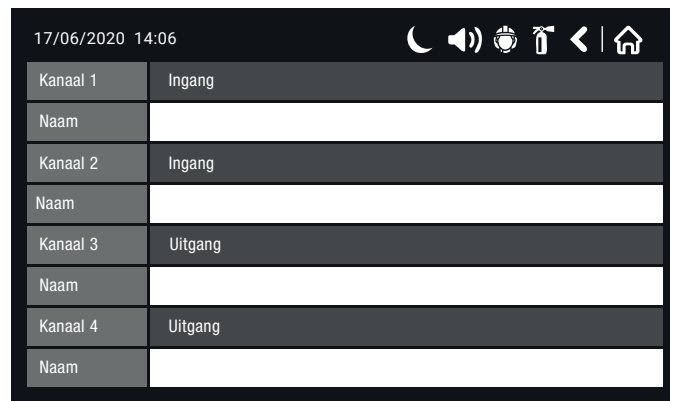 17/06/2020 14:06
Kanaal 1 Ingang
Naam
Kanaal 2 Ingang
Naam
Kanaal 3 Uitgang
Naam
Kanaal 4 Uitgang
Naam